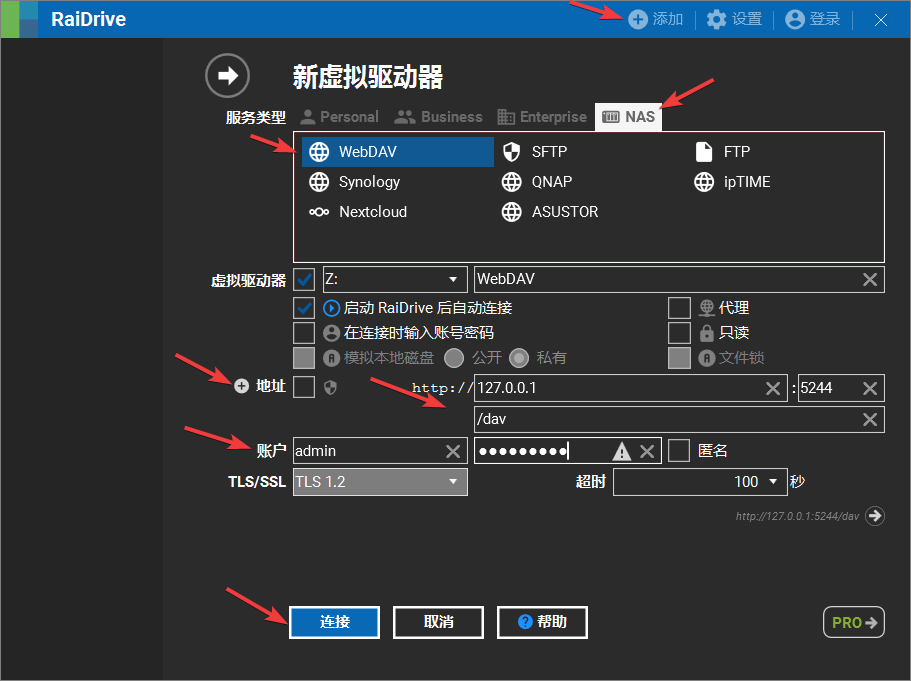 RaiDrive 添加 设置 登录
新虚拟驱动器
服务类型 Personal Business Enterprise NAS
WebDAV SFTP FTP
Synology QNAP ipTIME
Nextcloud ASUSTOR
虚拟驱动器 Z: WebDAV
启动 RaiDrive 后自动连接 代理
在连接时输入账号密码 只读
模拟本地磁盘 公开 私有 文件锁
地址 http:// 127.0.0.1 : 5244
/dav
账户 admin ●●●●●●●●● 匿名
TLS/SSL TLS 1.2 超时 100 秒
http://127.0.0.1:5244/dav
连接 取消 帮助 PRO